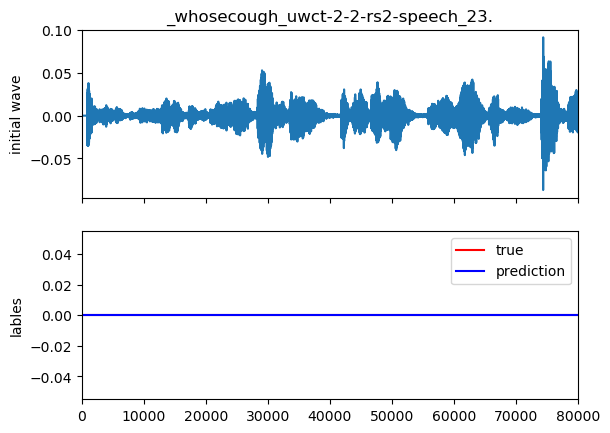 _whosecough_uwct-2-2-rs2-speech_23.
initial wave
0.10
0.05
0.00
−0.05
lables
0.04
0.02
0.00
−0.02
−0.04
true
prediction
0 10000 20000 30000 40000 50000 60000 70000 80000